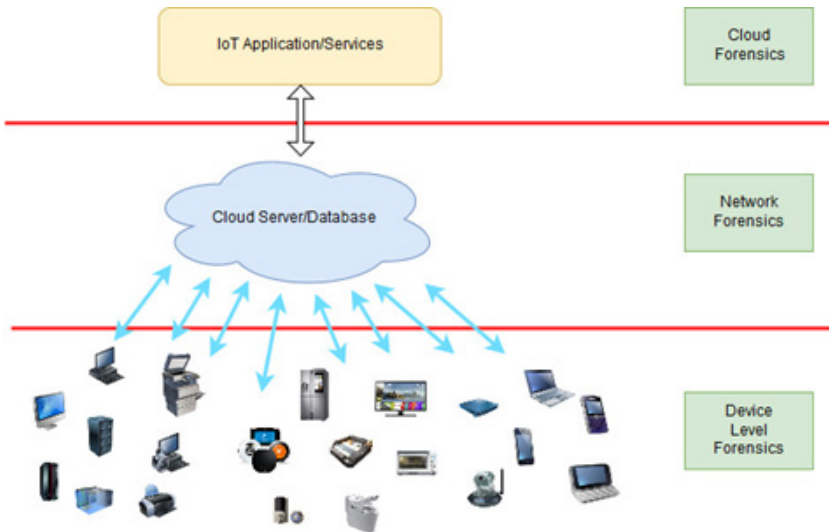 IoT Application/Services
Cloud
Forensics
Cloud Server/Database
Network
Forensics
Device
Level
Forensics